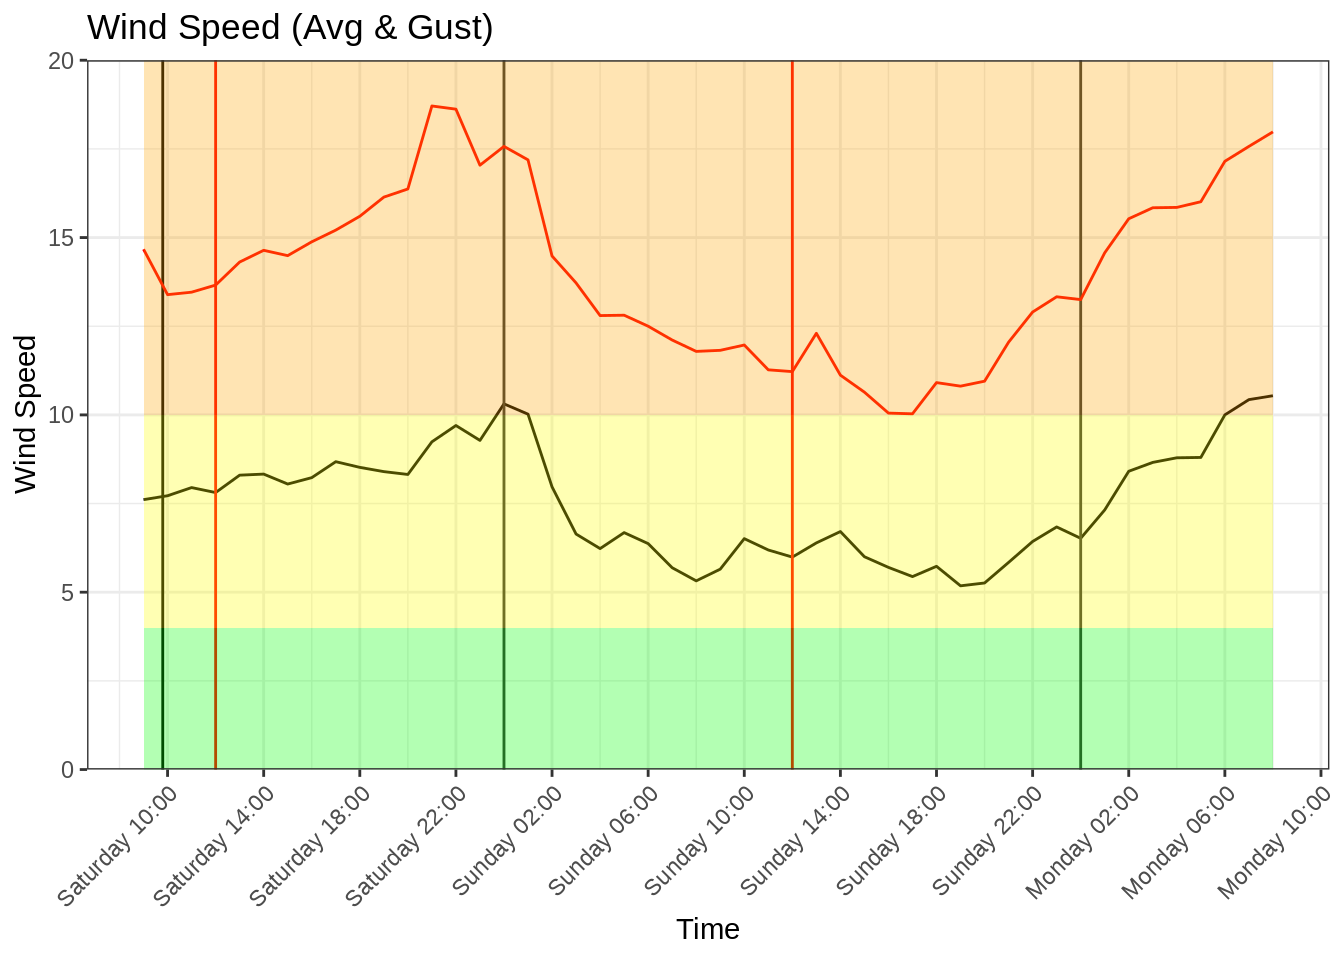 Wind Speed (Avg & Gust)
20
15
10
5
0
Wind Speed
Saturday 10:00
Saturday 14:00
Saturday 18:00
Saturday 22:00
Sunday 02:00
Sunday 06:00
Sunday 10:00
Sunday 14:00
Sunday 18:00
Sunday 22:00
Monday 02:00
Monday 06:00
Monday 10:00
Time